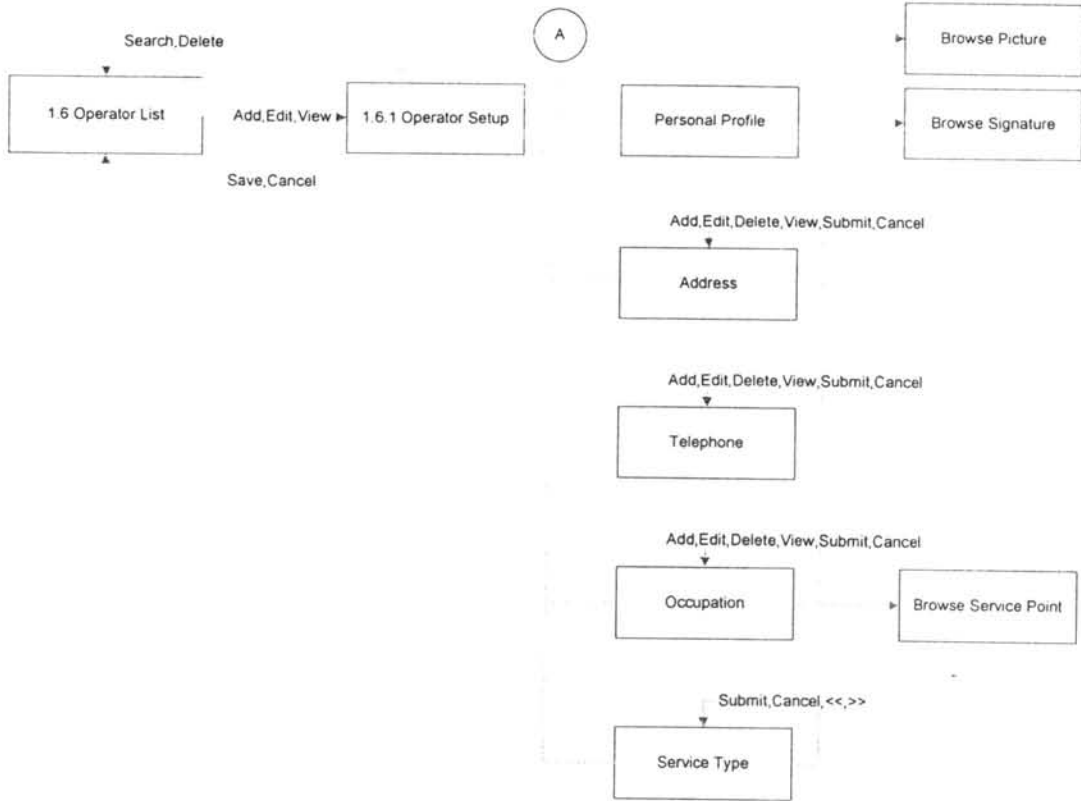 A
Browse Picture
Search,Delete
1.6 Operator List
Add,Edit,View
1.6.1 Operator Setup
Personal Profile
Browse Signature
Save,Cancel
Add,Edit,Delete,View,Submit,Cancel
Address
Add,Edit,Delete,View,Submit,Cancel
Telephone
Add,Edit,Delete,View,Submit,Cancel
Occupation
Browse Service Point
Submit,Cancel,<<,>>
Service Type